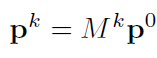 p^k = M^k p^0